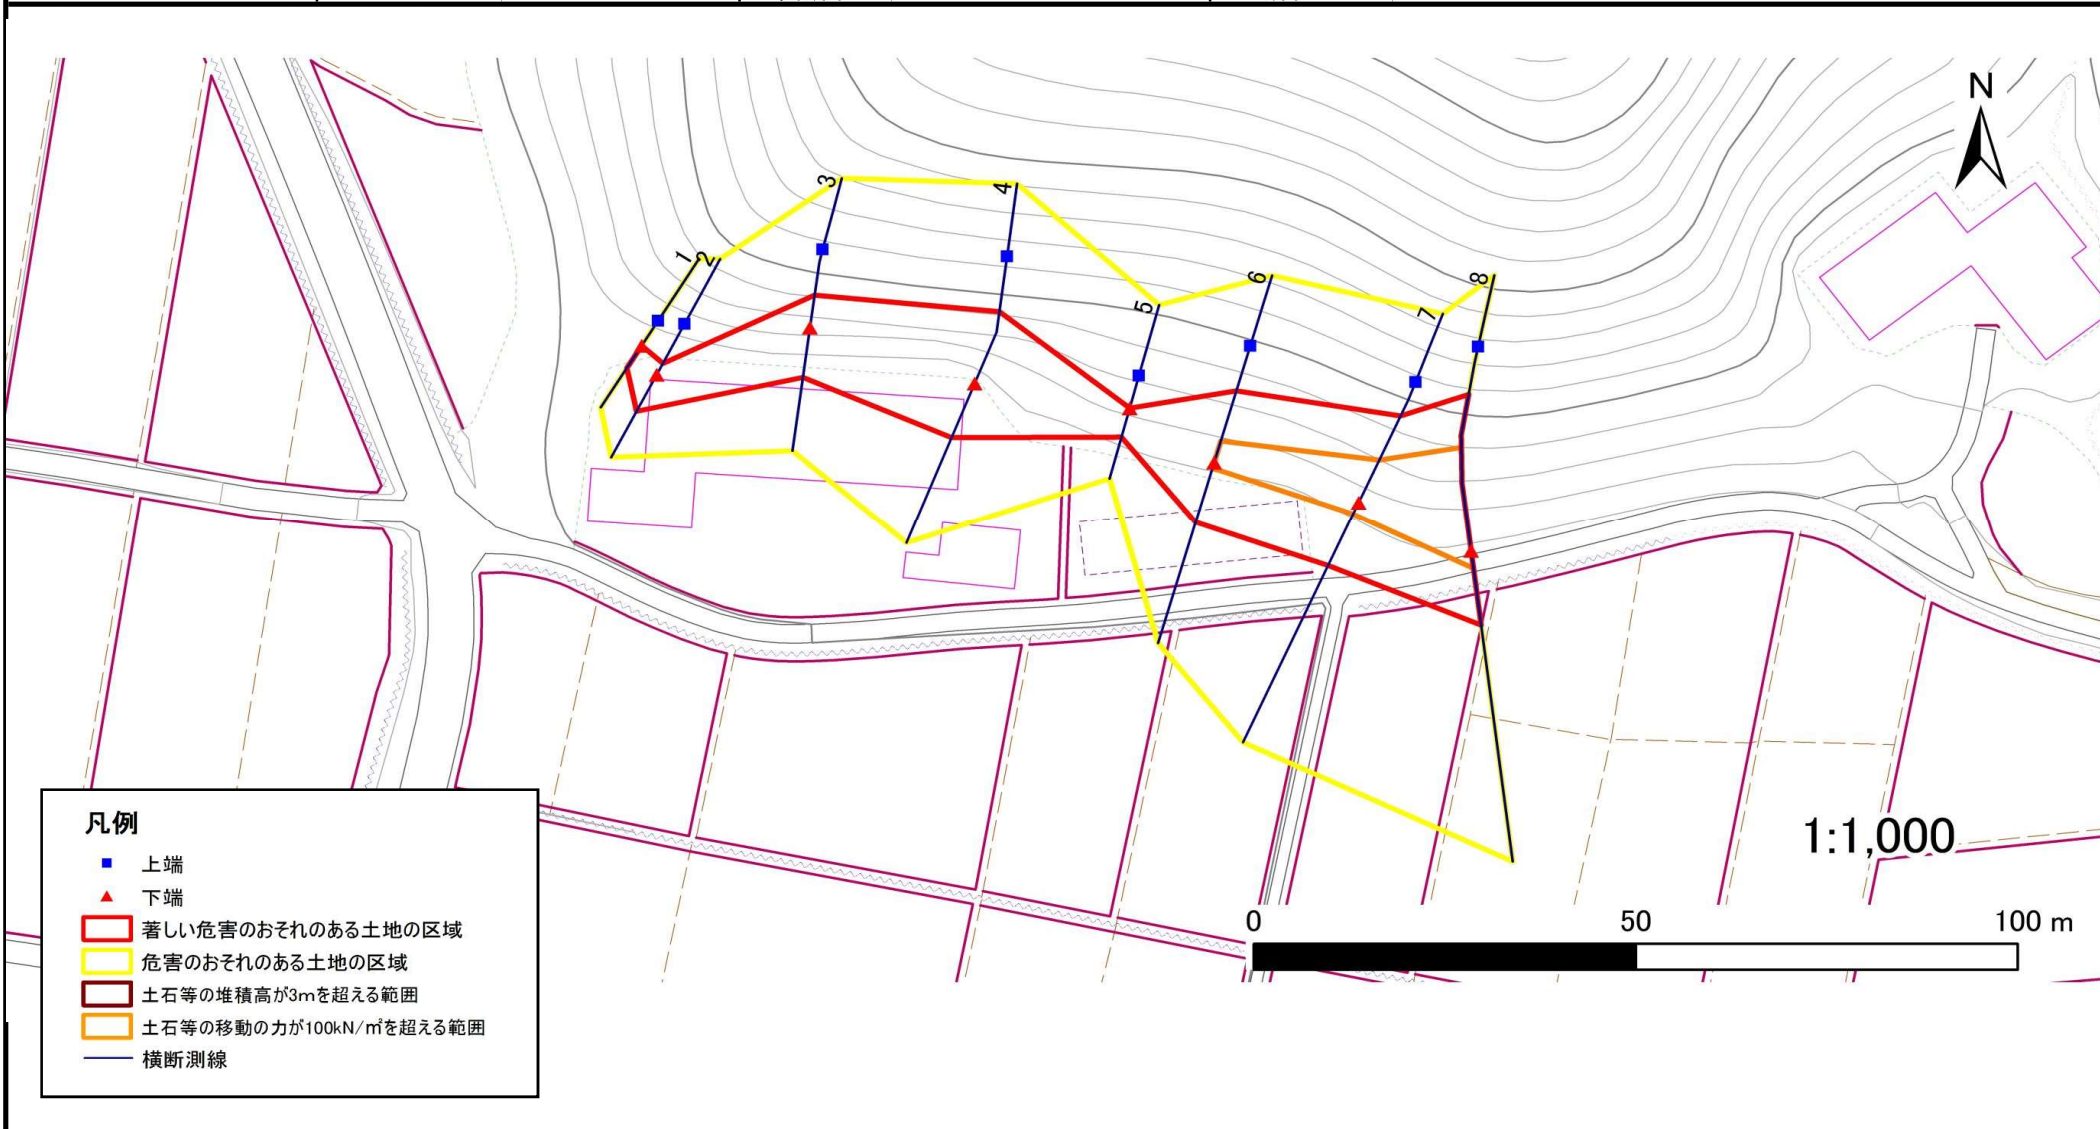 N
3
4
1
2
5
6
7
8
1:1,000
0 50 100 m
凡例
上端
下端
著しい危害のおそれのある土地の区域
危害のおそれのある土地の区域
土石等の堆積高が3mを超える範囲
土石等の移動の力が100kN/㎡を超える範囲
横断測線